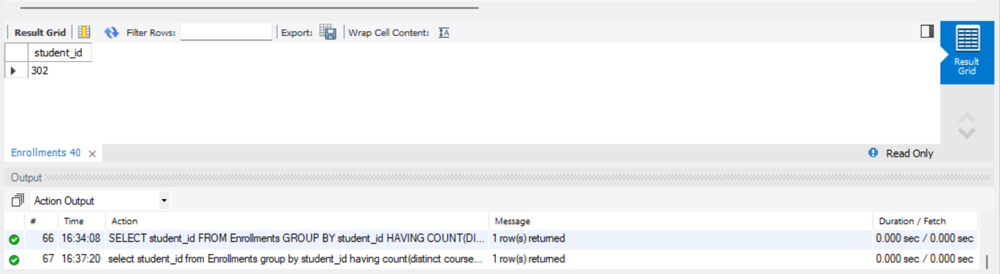 Result Grid Filter Rows: Export: Wrap Cell Content:
Result
Grid
student_id
302
Enrollments 40 Read Only
Output
Action Output
# Time Action Message Duration / Fetch
66 16:34:08 SELECT student_id FROM Enrollments GROUP BY student_id HAVING COUNT(DI... 1 row(s) returned 0.000 sec / 0.000 sec
67 16:37:20 select student_id from Enrollments group by student_id having count(distinct course... 1 row(s) returned 0.000 sec / 0.000 sec